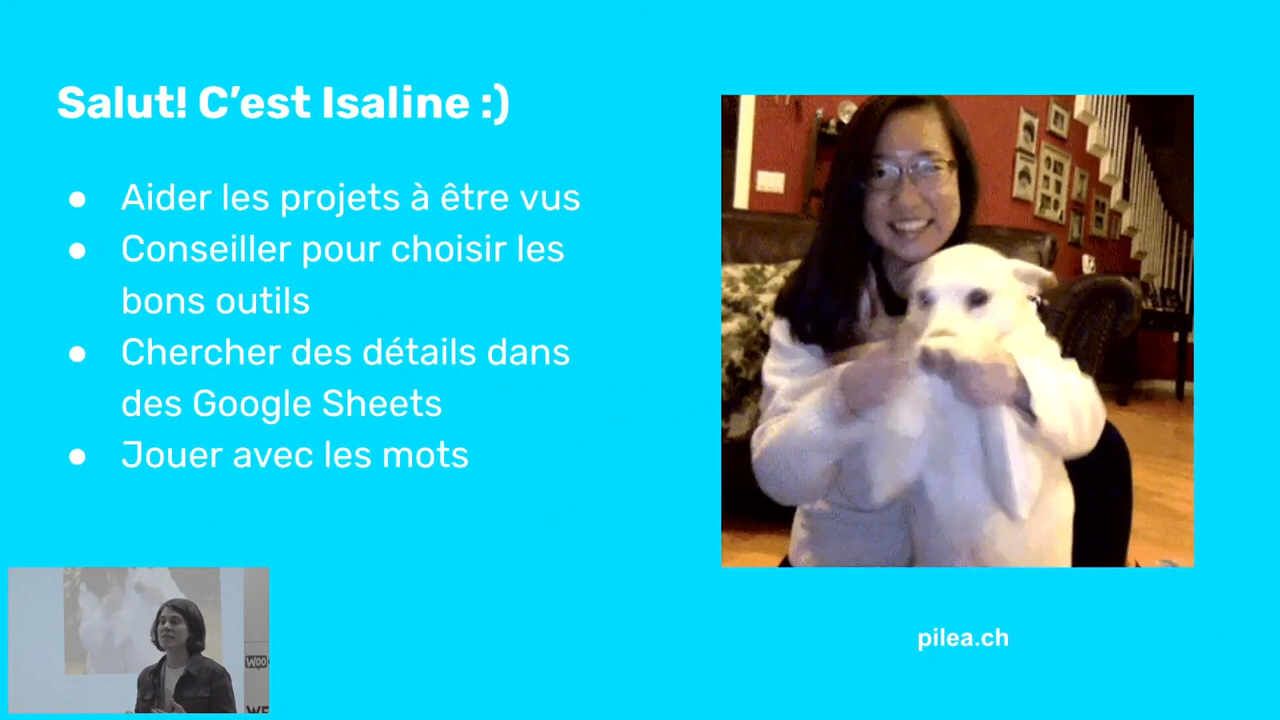 Salut! C’est Isaline :)
● Aider les projets à être vus
● Conseiller pour choisir les
bons outils
● Chercher des détails dans
des Google Sheets
● Jouer avec les mots
pilea.ch
WOO